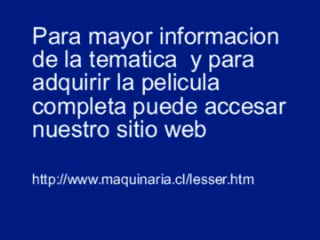 Para mayor informacion
de la tematica  y para
adquirir la pelicula
completa puede accesar
nuestro sitio web
http://www.maquinaria.cl/lesser.htm